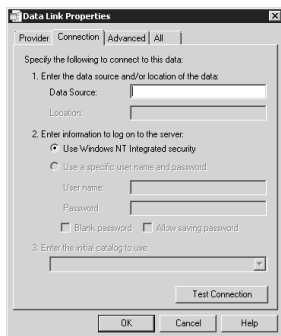 Data Link Properties
Provider Connection Advanced All
Specify the following to connect to this data:
1. Enter the data source and/or location of the data:
Data Source:
Location:
2. Enter information to log on to the server:
Use Windows NT Integrated security
Use a specific user name and password:
User name:
Password:
Blank password Allow saving password
3. Enter the initial catalog to use:
Test Connection
OK Cancel Help